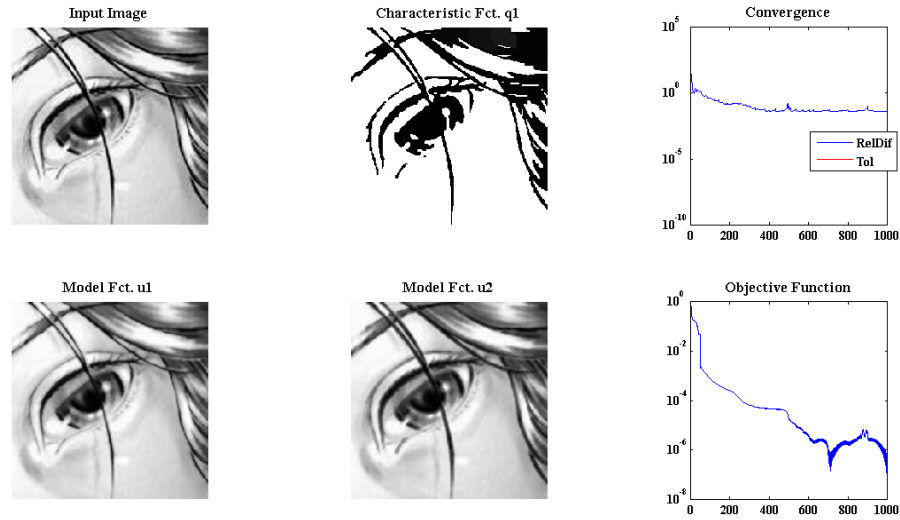 Input Image
Characteristic Fct. q1
Convergence
10^5
10^0
10^-5
10^-10
0 200 400 600 800 1000
RelDif
Tol
Model Fct. u1
Model Fct. u2
Objective Function
10^0
10^-2
10^-4
10^-6
10^-8
0 200 400 600 800 1000